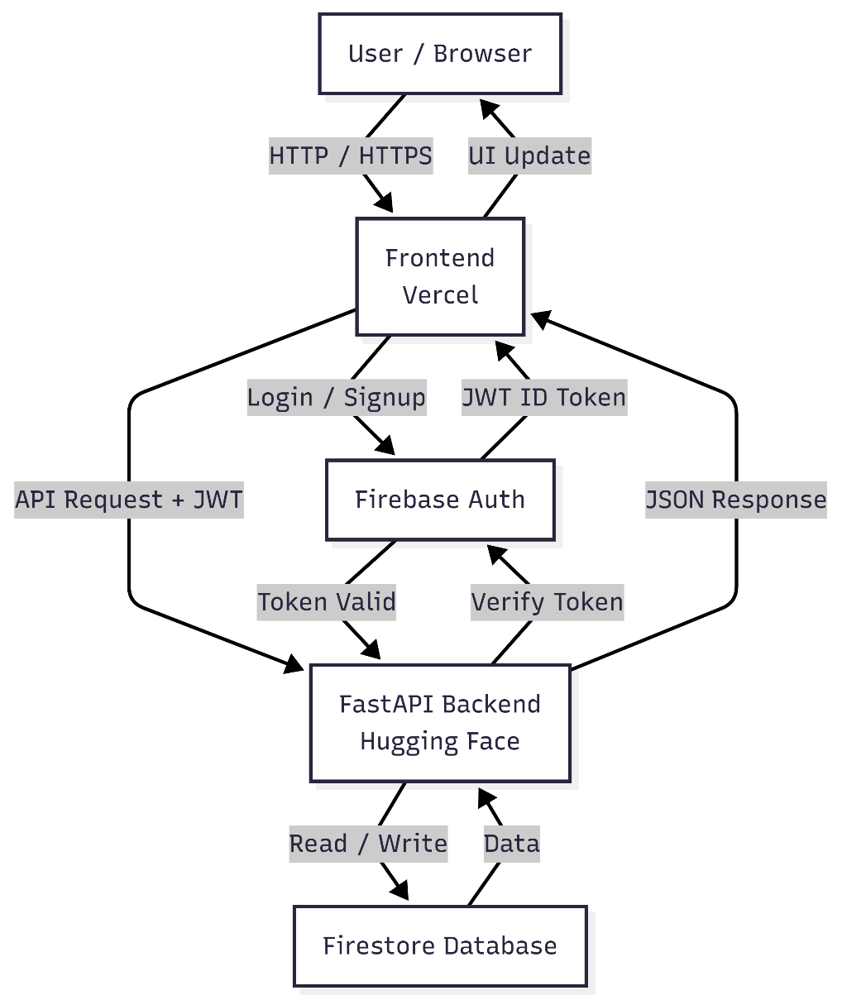 User / Browser
HTTP / HTTPS
UI Update
Frontend
Vercel
Login / Signup
JWT ID Token
API Request + JWT
Firebase Auth
JSON Response
Token Valid
Verify Token
FastAPI Backend
Hugging Face
Read / Write
Data
Firestore Database